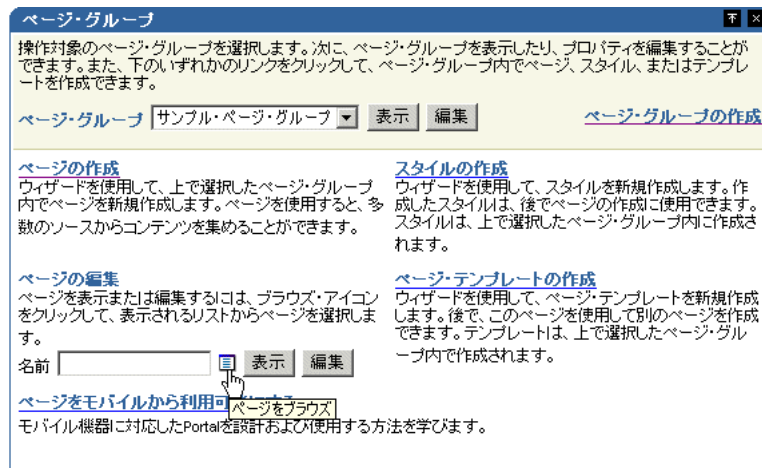 ページ・グループ
操作対象のページ・グループを選択します。次に、ページ・グループを表示したり、プロパティを編集することが
できます。また、下のいずれかのリンクをクリックして、ページ・グループ内でページ、スタイル、またはテンプレ
ートを作成できます。
ページ・グループ サンプル・ページ・グループ 表示 編集 ページ・グループの作成
ページの作成
ウィザードを使用して、上で選択したページ・グループ
内でページを新規作成します。ページを使用すると、多
数のソースからコンテンツを集めることができます。
スタイルの作成
ウィザードを使用して、スタイルを新規作成します。作
成したスタイルは、後でページの作成に使用できます。
スタイルは、上で選択したページ・グループ内に作成さ
れます。
ページの編集
ページを表示または編集するには、ブラウズ・アイコン
をクリックして、表示されるリストからページを選択しま
す。
名前 表示 編集
ページをブラウズ
ページ・テンプレートの作成
ウィザードを使用して、ページ・テンプレートを新規作成
します。後で、このページを使用して別のページを作成
できます。テンプレートは、上で選択したページ・グル
ープ内で作成されます。
ページをモバイルから利用可
モバイル機器に対応したPortalを設計および使用する方法を学びます。